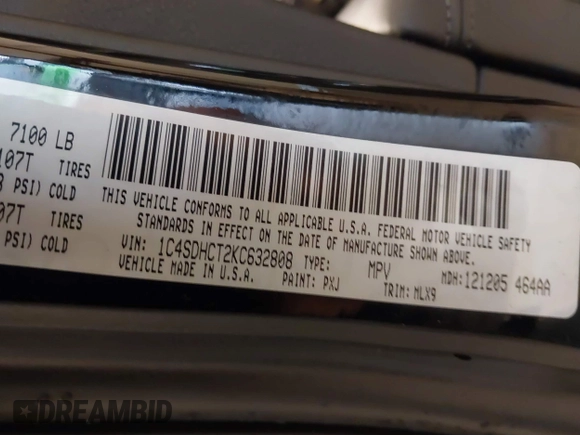 7100 LB
107T TIRES
PSI) COLD
07T TIRES
PSI) COLD
THIS VEHICLE CONFORMS TO ALL APPLICABLE U.S.A. FEDERAL MOTOR VEHICLE SAFETY
STANDARDS IN EFFECT ON THE DATE OF MANUFACTURE SHOWN ABOVE.
VIN: 1C4SDHCT2KC632808 TYPE: MPV MDH: 121205 464AA
VEHICLE MADE IN U.S.A. PAINT: PXJ TRIM: MLX9
DREAMBID